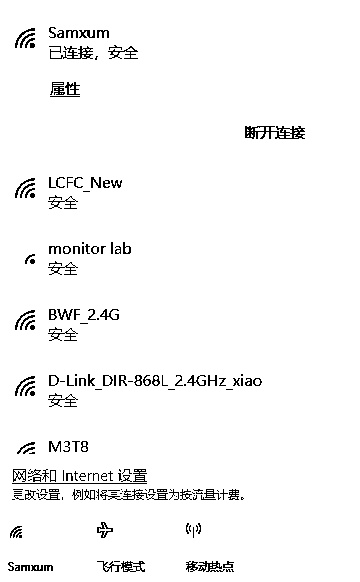 Samxum
已连接，安全
属性
断开连接
LCFC_New
安全
monitor lab
安全
BWF_2.4G
安全
D-Link_DIR-868L_2.4GHz_xiao
安全
M3T8
网络和 Internet 设置
更改设置，例如将某连接设置为按流量计费。
Samxum 飞行模式 移动热点